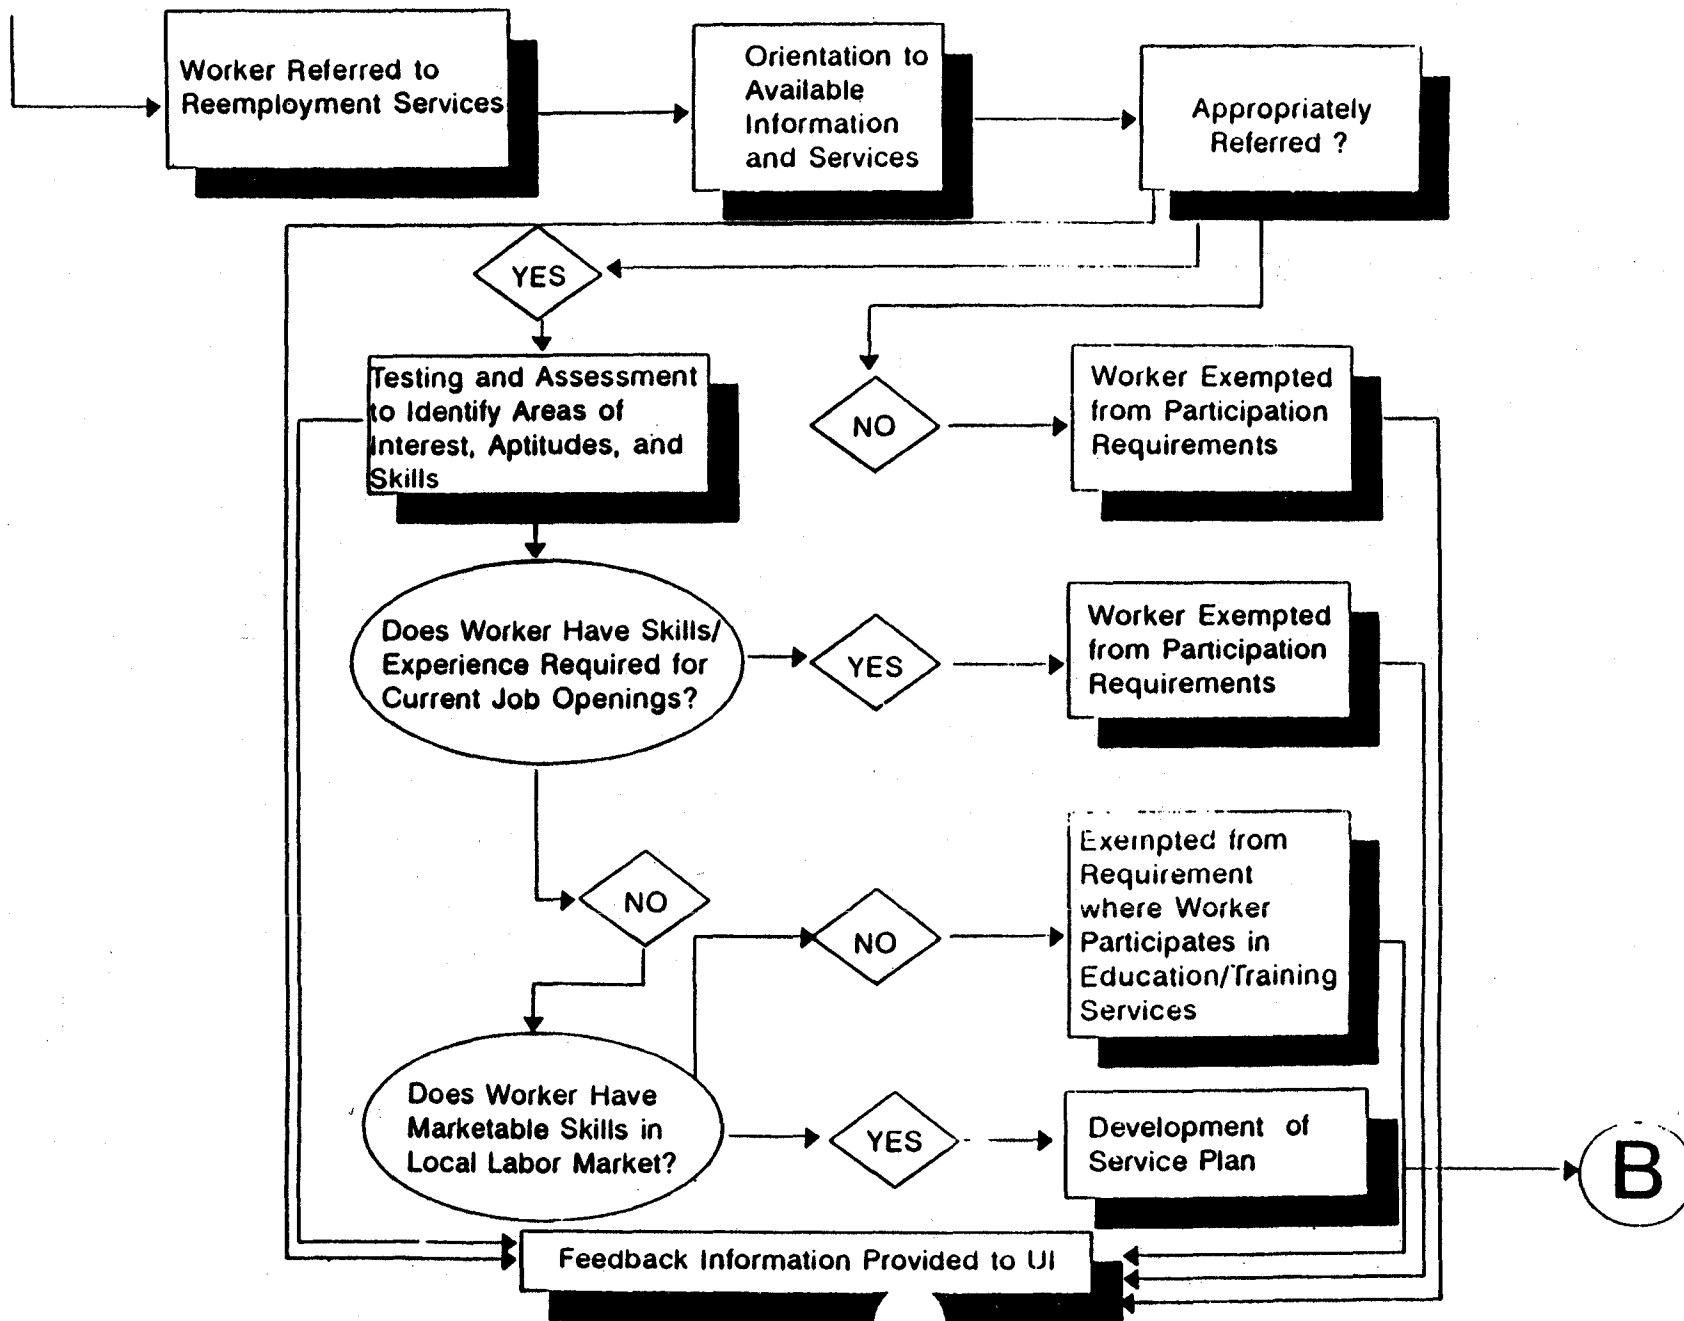 Worker Referred to
Reemployment Services
Orientation to
Available
Information
and Services
Appropriately
Referred ?
YES
Testing and Assessment
to Identify Areas of
Interest, Aptitudes, and
Skills
NO
Worker Exempted
from Participation
Requirements
Does Worker Have Skills/
Experience Required for
Current Job Openings?
YES
Worker Exempted
from Participation
Requirements
NO
NO
Exempted from
Requirement
where Worker
Participates in
Education/Training
Services
Does Worker Have
Marketable Skills in
Local Labor Market?
YES
Development of
Service Plan
B
Feedback Information Provided to UI